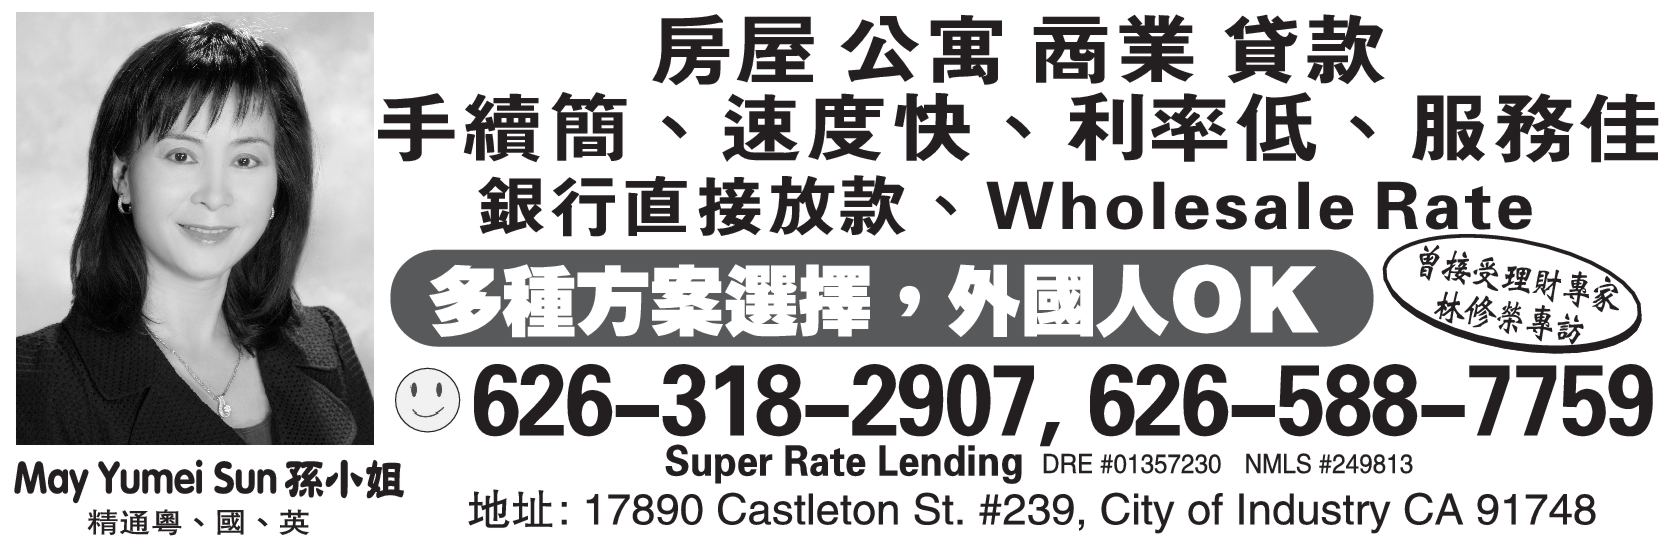 房屋 公寓 商業 貸款
手續簡、速度快、利率低、服務佳
銀行直接放款、Wholesale Rate
多種方案選擇，外國人OK
曾接受理財專家
林修榮專訪
626-318-2907, 626-588-7759
Super Rate Lending DRE #01357230 NMLS #249813
地址: 17890 Castleton St. #239, City of Industry CA 91748
May Yumei Sun 孫小姐
精通粵、國、英